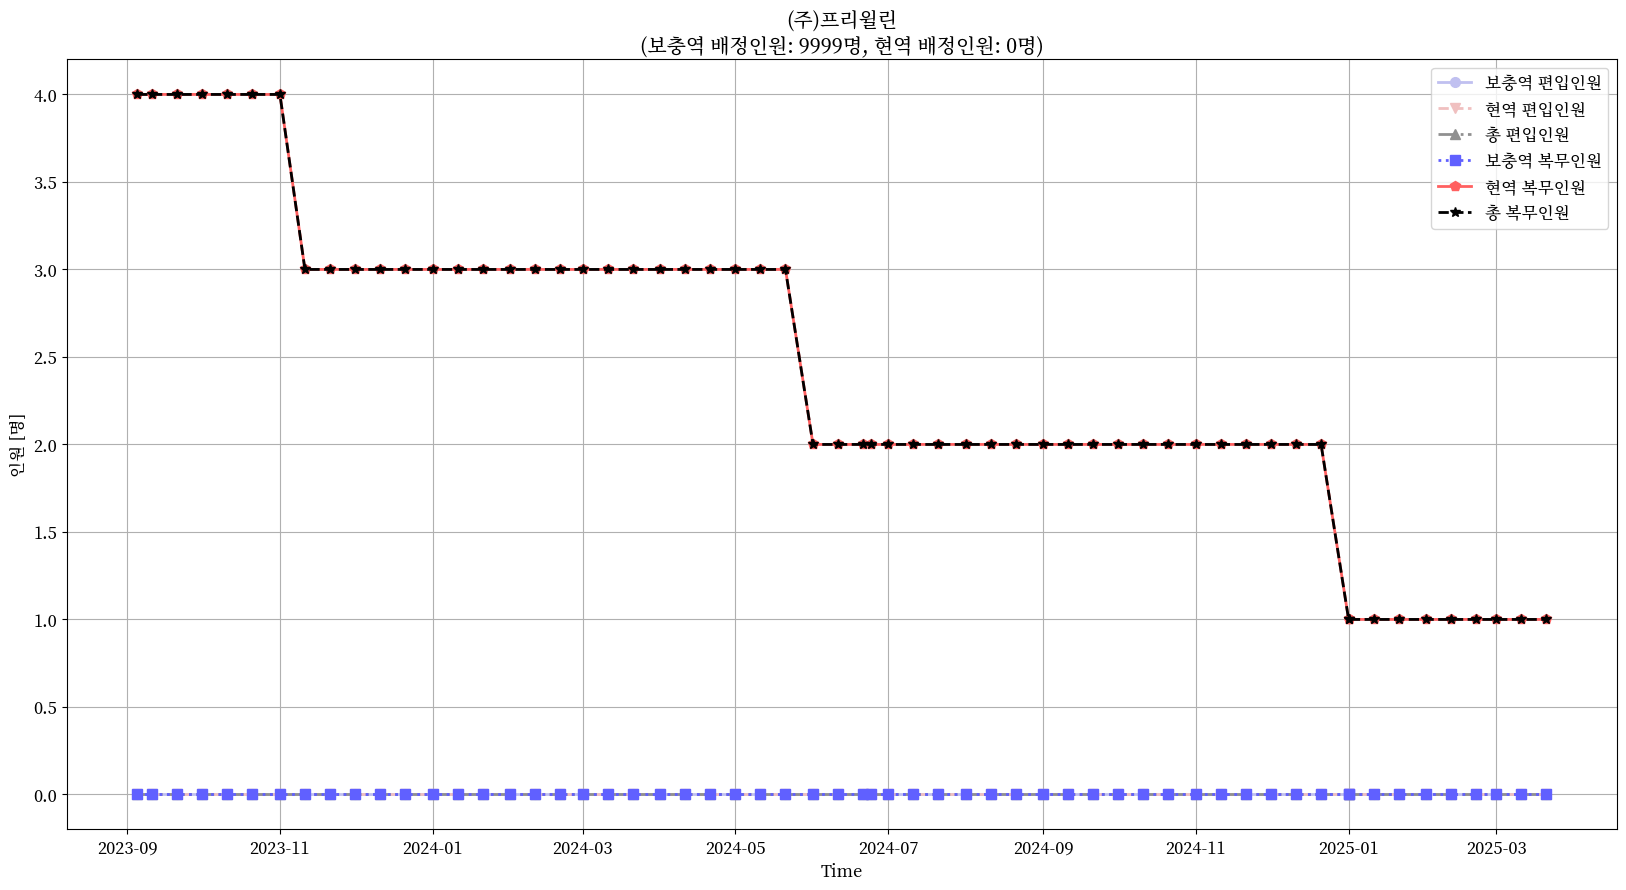 (주)프리윌린
(보충역 배정인원: 9999명, 현역 배정인원: 0명)
보충역 편입인원
현역 편입인원
총 편입인원
보충역 복무인원
현역 복무인원
총 복무인원
4.0
3.5
3.0
2.5
2.0
1.5
1.0
0.5
0.0
인원 [명]
2023-09
2023-11
2024-01
2024-03
2024-05
2024-07
2024-09
2024-11
2025-01
2025-03
Time